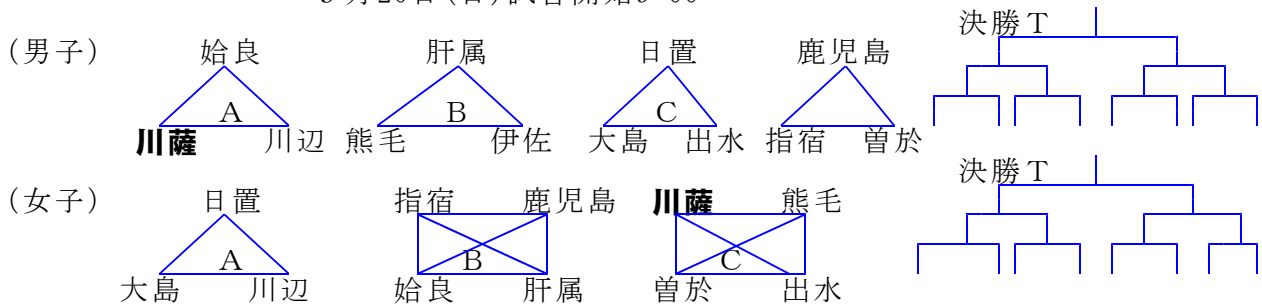 (男子) 始良 肝属 日置 鹿児島 決勝T
A B C
川薩 川辺 熊毛 伊佐 大島 出水 指宿 曽於
決勝T
(女子) 日置 指宿 鹿児島 川薩 熊毛
A B C
大島 川辺 始良 肝属 曽於 出水